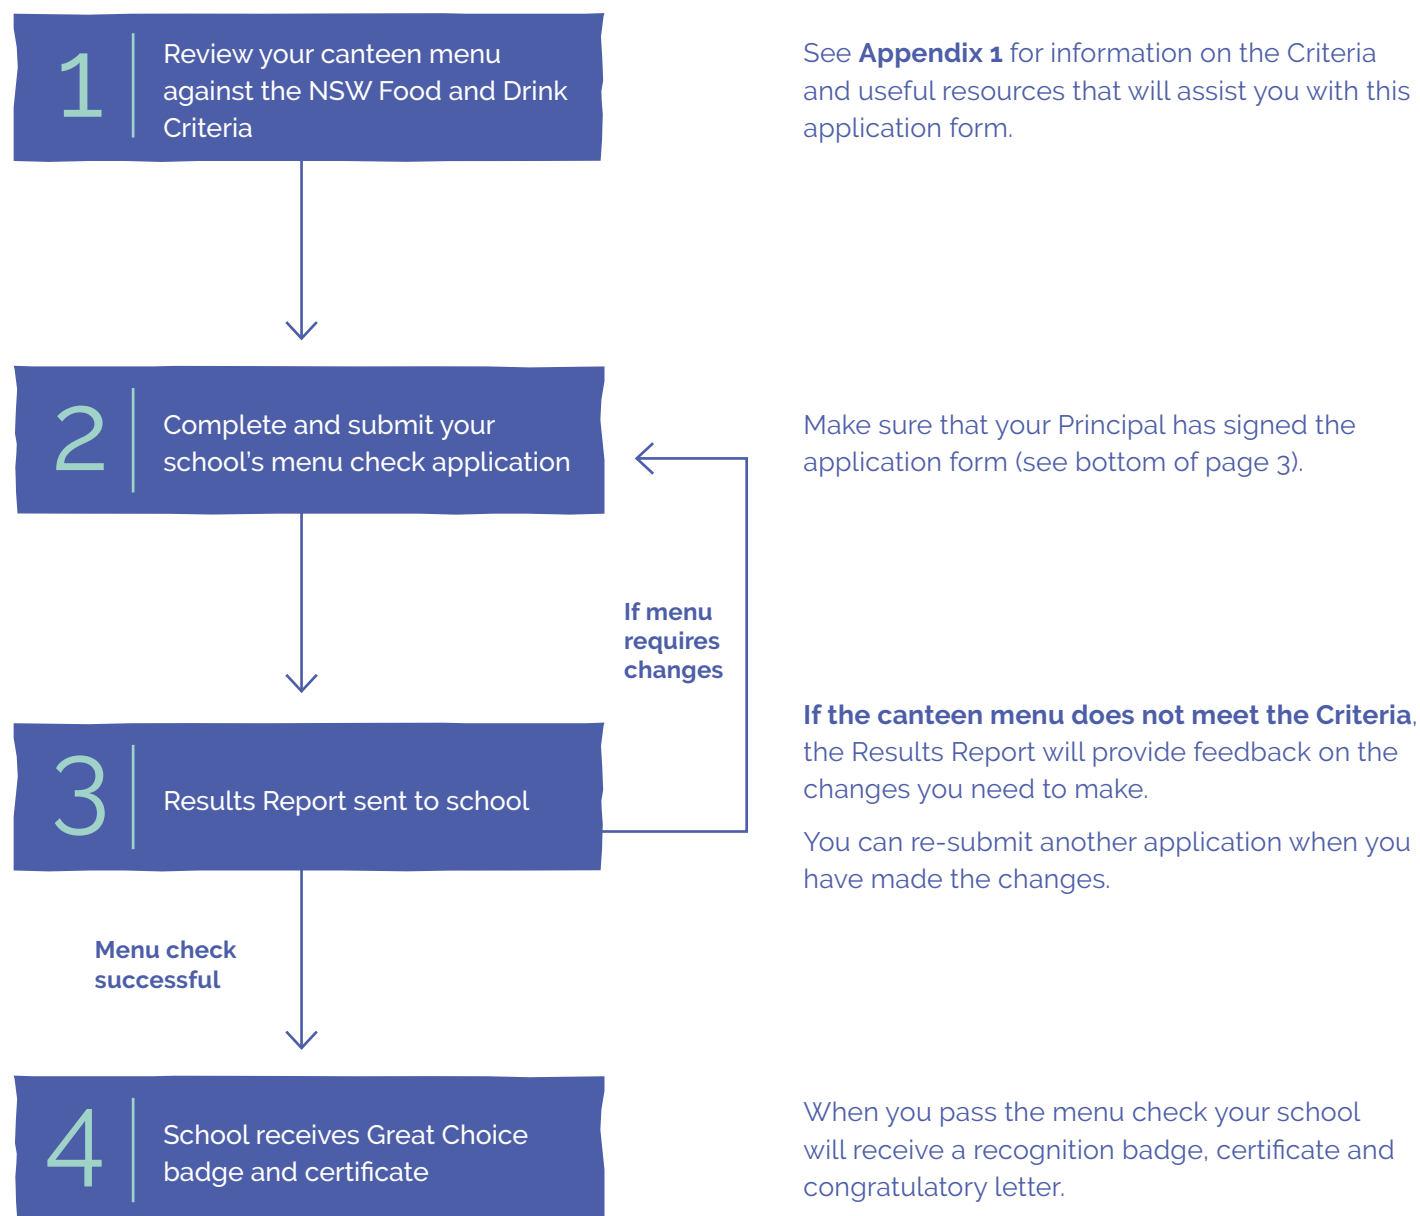 1
Review your canteen menu
against the NSW Food and Drink
Criteria
See Appendix 1 for information on the Criteria
and useful resources that will assist you with this
application form.
2
Complete and submit your
school's menu check application
Make sure that your Principal has signed the
application form (see bottom of page 3).
If menu
requires
changes
3
Results Report sent to school
If the canteen menu does not meet the Criteria,
the Results Report will provide feedback on the
changes you need to make.
You can re-submit another application when you
have made the changes.
Menu check
successful
4
School receives Great Choice
badge and certificate
When you pass the menu check your school
will receive a recognition badge, certificate and
congratulatory letter.